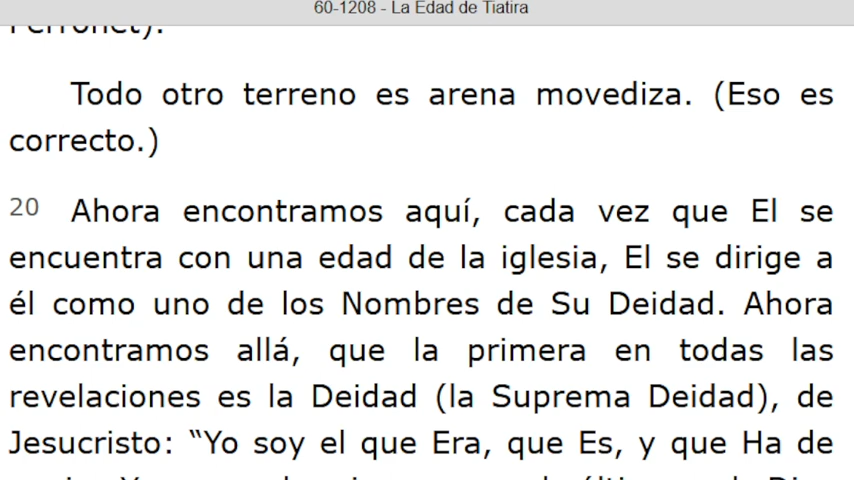 60-1208 - La Edad de Tiatira
Perronet).
Todo otro terreno es arena movediza. (Eso es
correcto.)
20 Ahora encontramos aquí, cada vez que El se
encuentra con una edad de la iglesia, El se dirige a
él como uno de los Nombres de Su Deidad. Ahora
encontramos allá, que la primera en todas las
revelaciones es la Deidad (la Suprema Deidad), de
Jesucristo: “Yo soy el que Era, que Es, y que Ha de